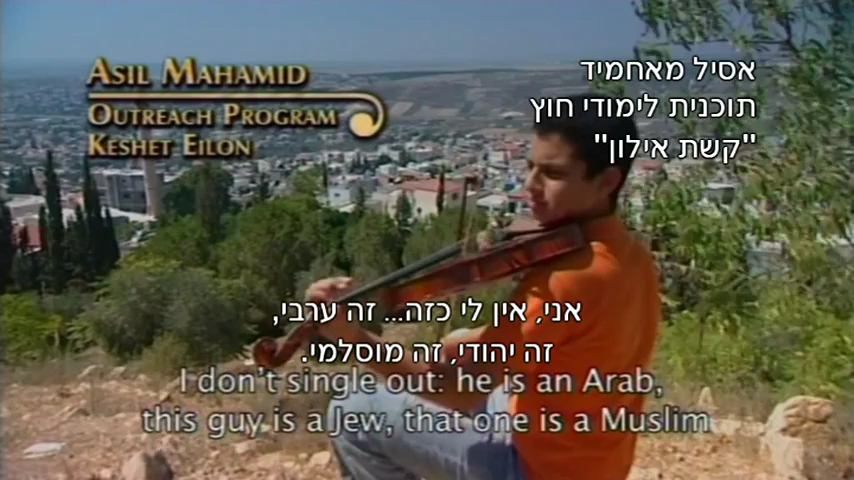 ASIL MAHAMID
OUTREACH PROGRAM
KESHET EILON
אסיל מאחמיד
תוכנית לימודי חוץ
"קשת אילון"
אני, אין לי כזה... זה ערבי,
זה יהודי, זה מוסלמי.
I don't single out: he is an Arab,
this guy is a Jew, that one is a Muslim